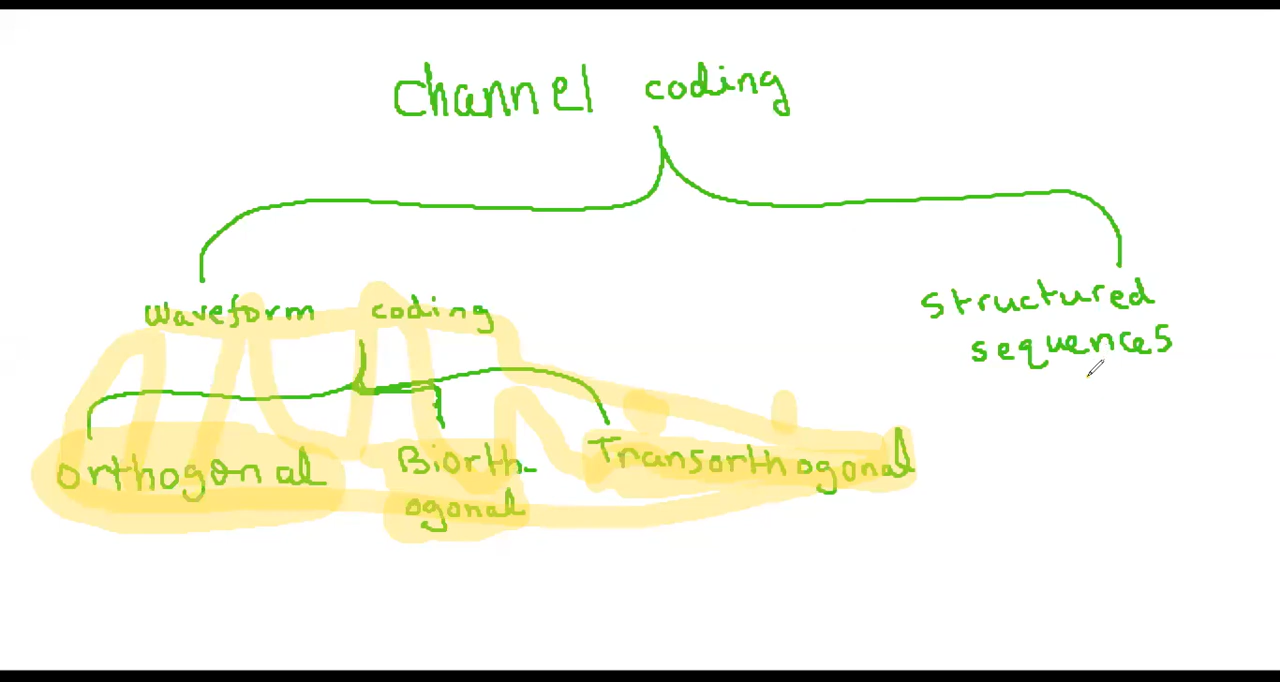 Channel coding
Waveform coding
Structured
sequences
Orthogonal
Biorth-
ogonal
Transorthogonal